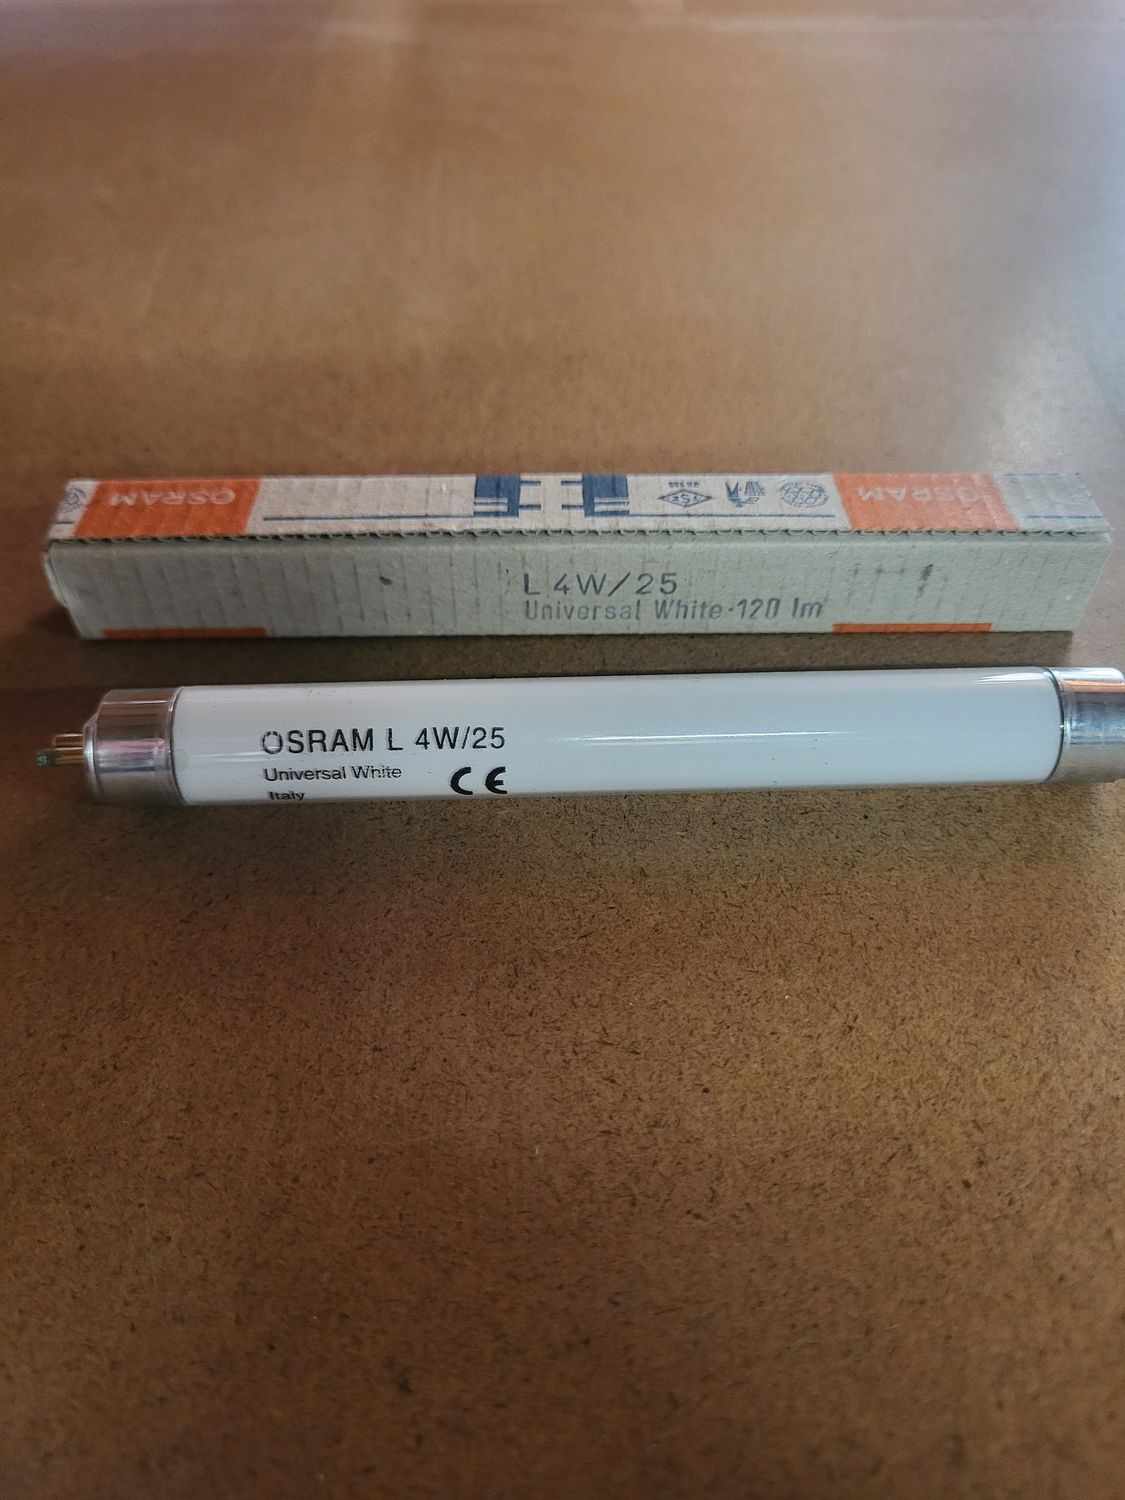 OSRAM
OSRAM
L 4W/25
Universal White·120 lm
OSRAM L 4W/25
Universal White
Italy
CE